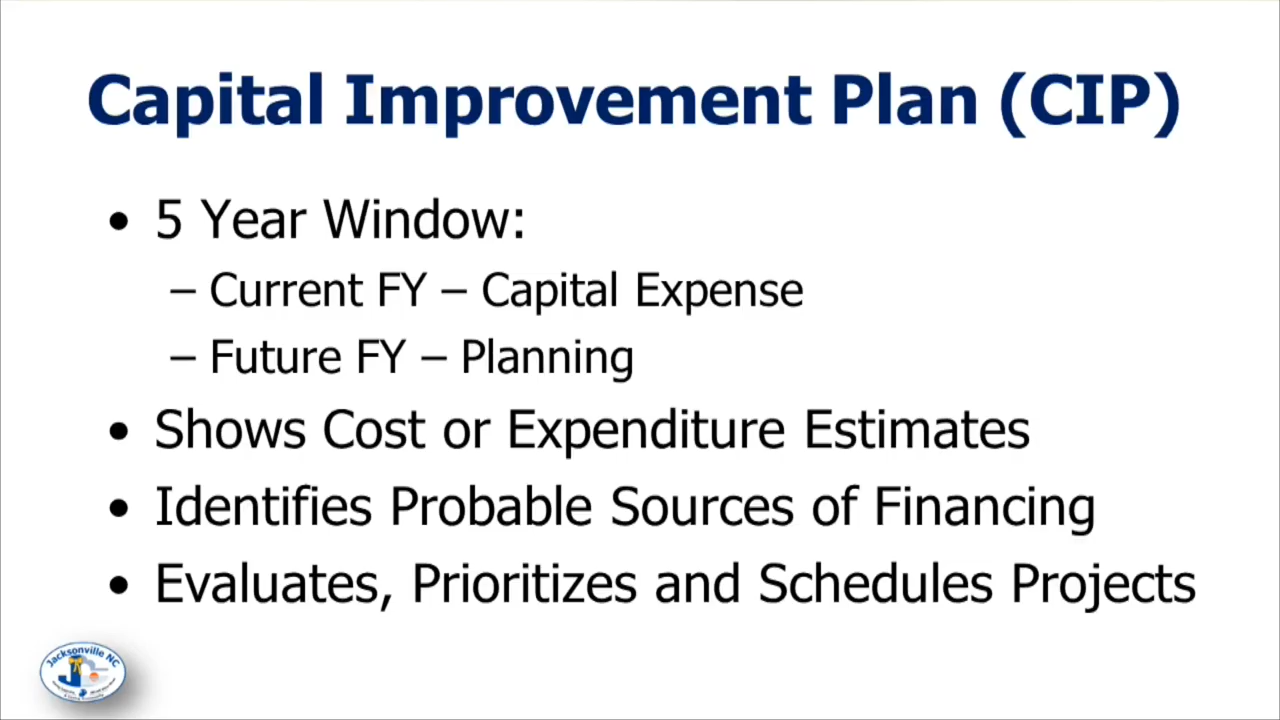 Capital Improvement Plan (CIP)
• 5 Year Window:
– Current FY – Capital Expense
– Future FY – Planning
• Shows Cost or Expenditure Estimates
• Identifies Probable Sources of Financing
• Evaluates, Prioritizes and Schedules Projects
Jacksonville NC